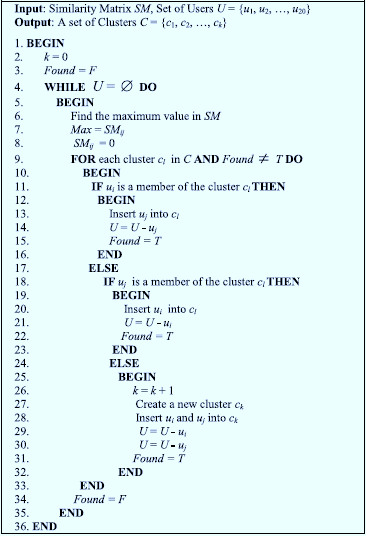 Input: Similarity Matrix SM, Set of Users U = {u1, u2, ..., u20}
Output: A set of Clusters C = {c1, c2, ..., ck}
1. BEGIN
2. k = 0
3. Found = F
4. WHILE U = ∅ DO
5. BEGIN
6. Find the maximum value in SM
7. Max = SMij
8. SMij = 0
9. FOR each cluster ci in C AND Found ≠ T DO
10. BEGIN
11. IF ui is a member of the cluster ci THEN
12. BEGIN
13. Insert uj into ci
14. U = U - uj
15. Found = T
16. END
17. ELSE
18. IF uj is a member of the cluster ci THEN
19. BEGIN
20. Insert ui into ci
21. U = U - ui
22. Found = T
23. END
24. ELSE
25. BEGIN
26. k = k + 1
27. Create a new cluster ck
28. Insert ui and uj into ck
29. U = U - ui
30. U = U - uj
31. Found = T
32. END
33. END
34. Found = F
35. END
36. END